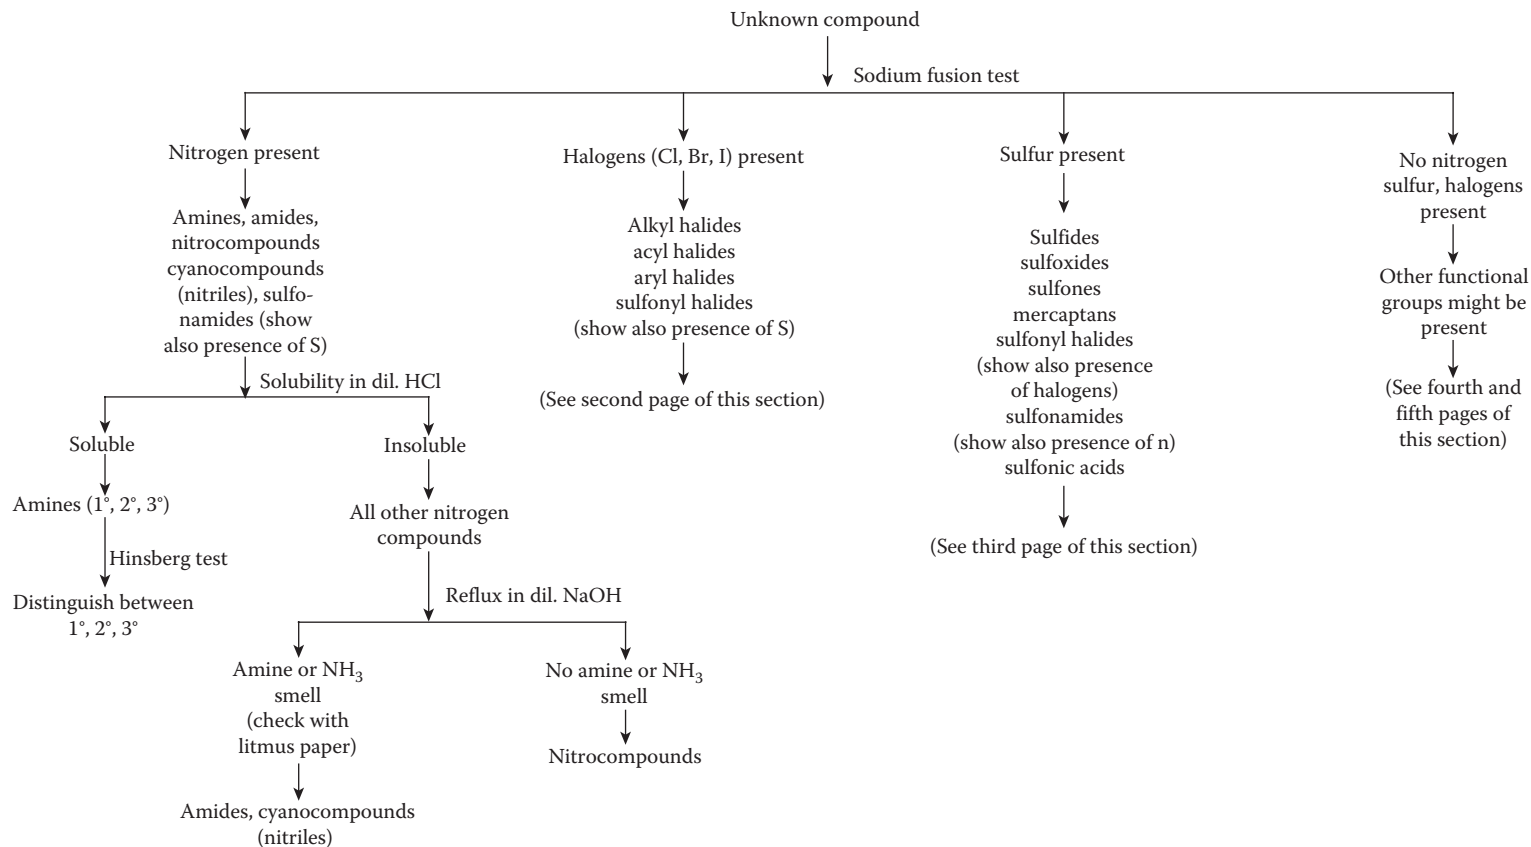 Unknown compound
Sodium fusion test
Nitrogen present
Amines, amides,
nitrocompounds
cyanocompounds
(nitriles), sulfo-
namides (show
also presence of S)
Solubility in dil. HCl
Soluble
Amines (1°, 2°, 3°)
Hinsberg test
Distinguish between
1°, 2°, 3°
Insoluble
All other nitrogen
compounds
Reflux in dil. NaOH
Amine or NH₃
smell
(check with
litmus paper)
Amides, cyanocompounds
(nitriles)
No amine or NH₃
smell
Nitrocompounds
Halogens (Cl, Br, I) present
Alkyl halides
acyl halides
aryl halides
sulfonyl halides
(show also presence of S)
(See second page of this section)
Sulfur present
Sulfides
sulfoxides
sulfones
mercaptans
sulfonyl halides
(show also presence
of halogens)
sulfonamides
(show also presence of n)
sulfonic acids
(See third page of this section)
No nitrogen
sulfur, halogens
present
Other functional
groups might be
present
(See fourth and
fifth pages of
this section)